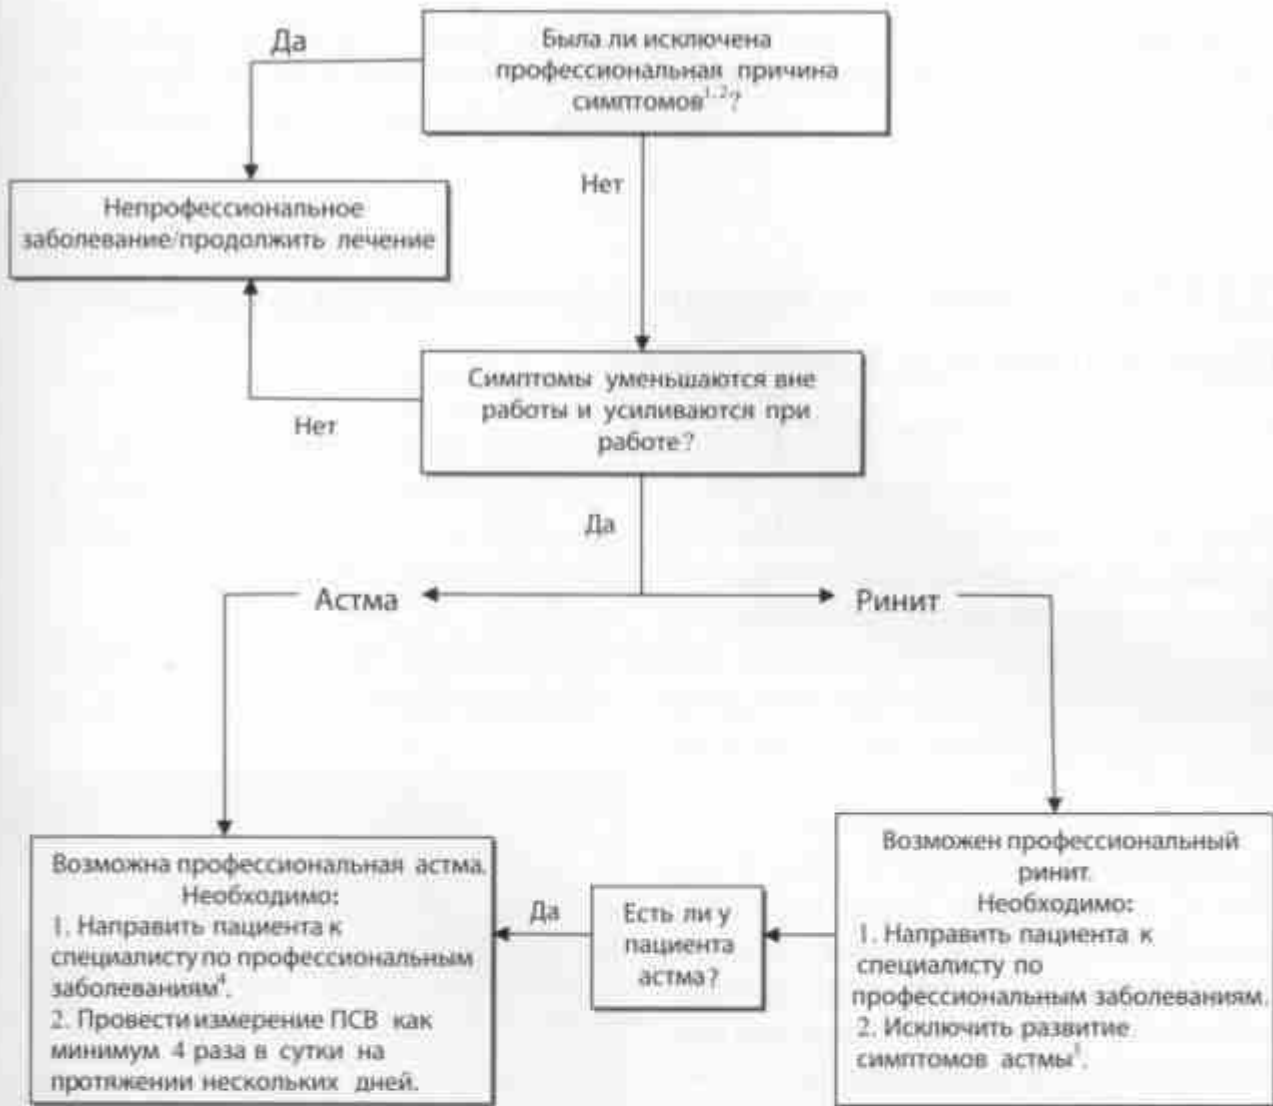 Да
Была ли исключена
профессиональная причина
симптомов1, 2?
Нет
Непрофессиональное
заболевание/продолжить лечение
Симптомы уменьшаются вне
работы и усиливаются при
работе?
Нет
Да
Астма
Ринит
Возможна профессиональная астма.
Необходимо:
1. Направить пациента к
специалисту по профессиональным
заболеваниям4.
2. Провести измерение ПСВ как
минимум 4 раза в сутки на
протяжении нескольких дней.
Да
Есть ли у
пациента
астма?
Возможен профессиональный
ринит.
Необходимо:
1. Направить пациента к
специалисту по
профессиональным заболеваниям.
2. Исключить развитие
симптомов астмы